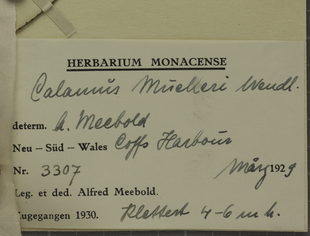 HERBARIUM MONACENSE
Calamus Muelleri Wendl.
determ. A. Meebold
Neu – Süd – Wales Coffs Harbour
Nr. 3307 März 1929
Leg. et ded. Alfred Meebold.
Zugegangen 1930. Klettert 4-6 m h.